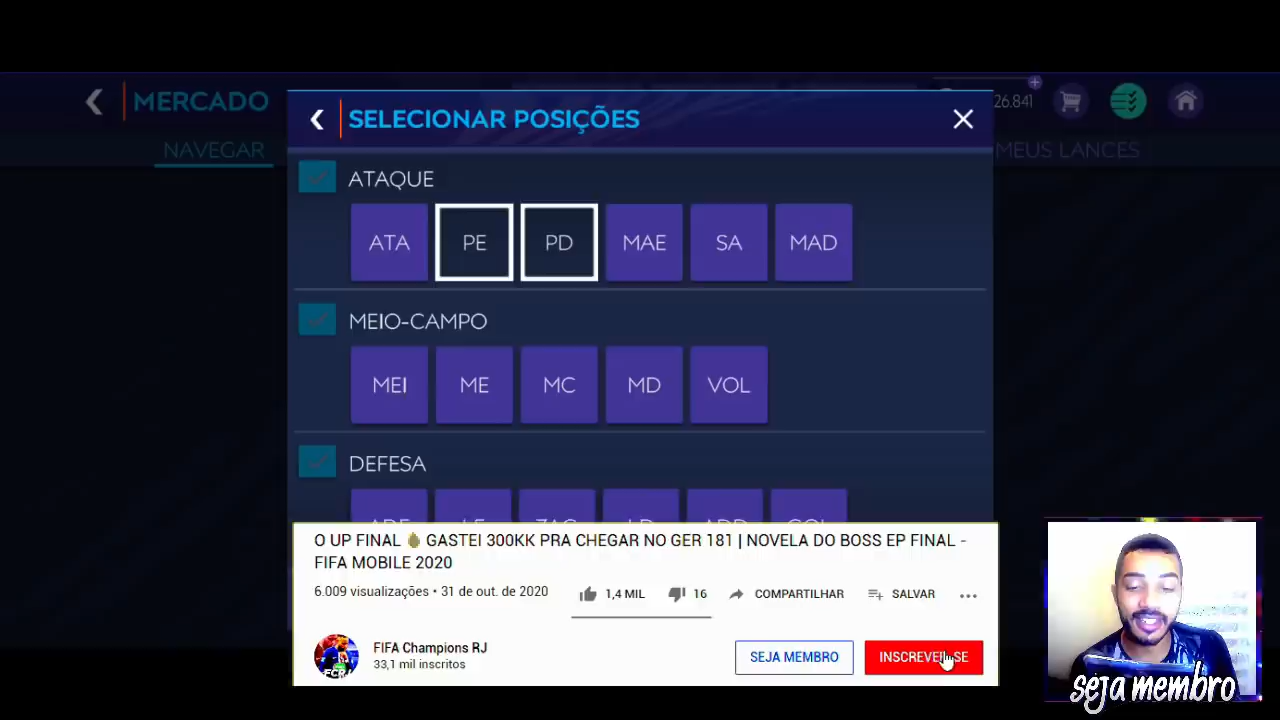 MERCADO
26.841
NAVEGAR
MEUS LANCES
SELECIONAR POSIÇÕES
ATAQUE
ATA PE PD MAE SA MAD
MEIO-CAMPO
MEI ME MC MD VOL
DEFESA
O UP FINAL GASTEI 300KK PRA CHEGAR NO GER 181 | NOVELA DO BOSS EP FINAL -
FIFA MOBILE 2020
6.009 visualizações • 31 de out. de 2020
1,4 MIL 16 COMPARTILHAR SALVAR
FIFA Champions RJ
33,1 mil inscritos
SEJA MEMBRO
INSCREVER-SE
seja membro